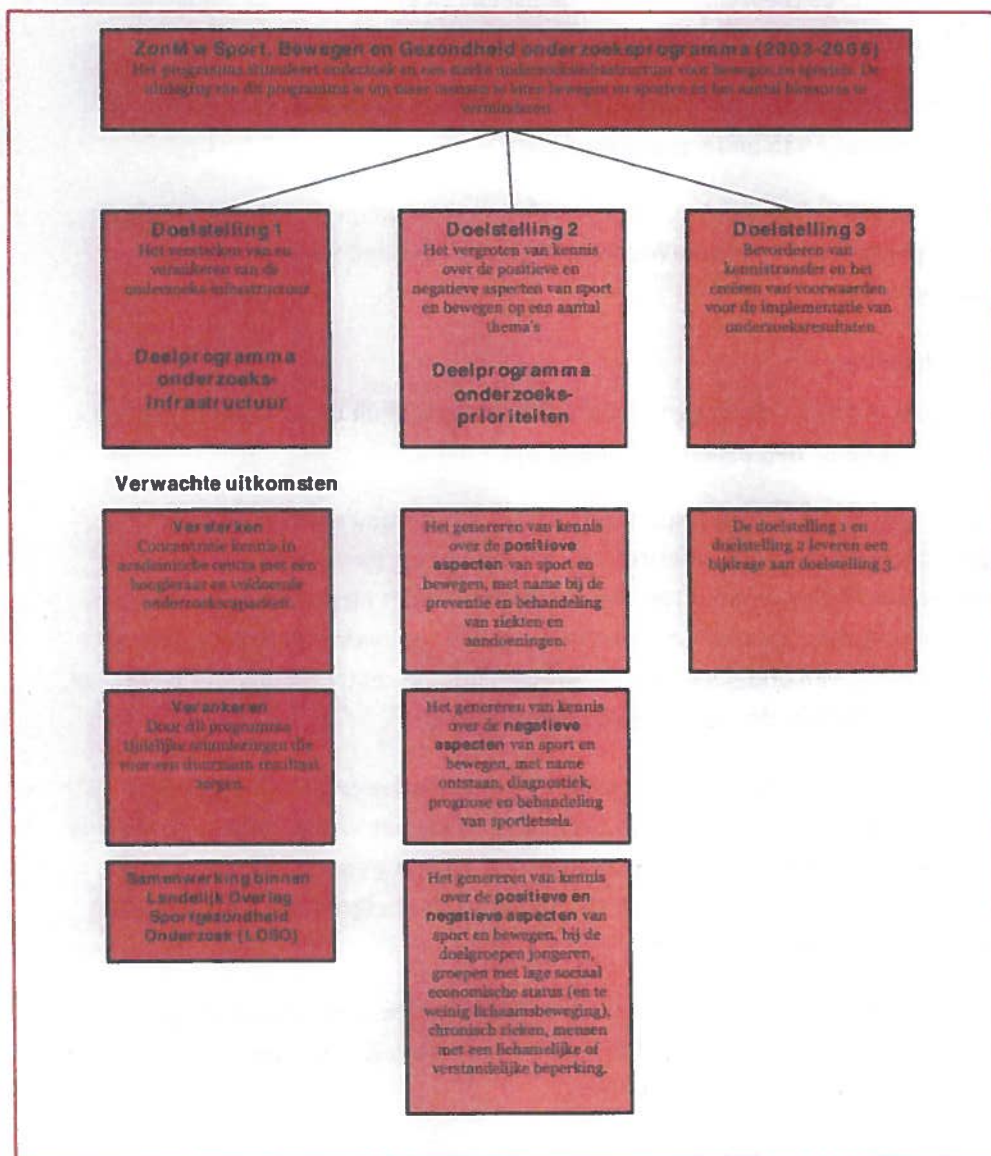 ZonMw Sport, Bewegen en Gezondheid onderzoeksprogramma (2003-2006)
Het programma stimuleert onderzoek en een sterke onderzoeksinfrastructuur voor bewegen en sporten. De
uitdaging van dit programma is om meer mensen te laten bewegen en sporten en het aantal blessures te
verminderen
Doelstelling 1
Het versterken van en
verankeren van de
onderzoeks-infrastructuur
Deelprogramma
onderzoeks-
infrastructuur
Doelstelling 2
Het vergroten van kennis
over de positieve en
negatieve aspecten van sport
en bewegen op een aantal
thema's
Deelprogramma
onderzoeks-
prioriteiten
Doelstelling 3
Bevorderen van
kennistransfer en het
creëren van voorwaarden
voor de implementatie van
onderzoeksresultaten
Verwachte uitkomsten
Versterken
Concentratie kennis in
academische centra met een
hoogleraar en voldoende
onderzoekscapaciteit.
Verankeren
Door dit programma
tijdelijke die
voor een duurzaam resultaat
zorgen.
Samenwerking binnen
Landelijk Overleg
Sportgezondheid
Onderzoek (LOSO)
Het genereren van kennis
over de positieve
aspecten van sport en
bewegen, met name bij de
preventie en behandeling
van ziekten en
aandoeningen.
Het genereren van kennis
over de negatieve
aspecten van sport en
bewegen, met name
ontstaan, diagnostiek,
prognose en behandeling
van sportletsels.
Het genereren van kennis
over de positieve en
negatieve aspecten van
sport en bewegen, bij de
doelgroepen jongeren,
groepen met lage sociaal
economische status (en te
weinig lichaamsbeweging),
chronisch zieken, mensen
met een lichamelijke of
verstandelijke beperking.
De doelstelling 1 en
doelstelling 2 leveren een
bijdrage aan doelstelling 3.